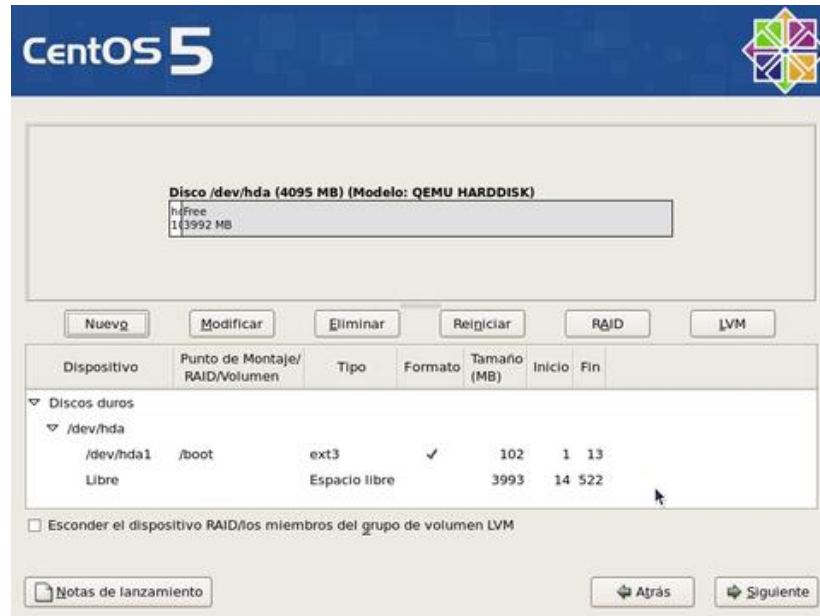 CentOS 5
Disco /dev/hda (4095 MB) (Modelo: QEMU HARDDISK)
Free
3992 MB
Nuevo Modificar Eliminar Reiniciar RAID LVM
Dispositivo Punto de Montaje/ RAID/Volumen Tipo Formato Tamaño (MB) Inicio Fin
Discos duros
/dev/hda
/dev/hda1 /boot ext3 102 1 13
Libre Espacio libre 3993 14 522
Esconder el dispositivo RAID/los miembros del grupo de volumen LVM
Notas de lanzamiento Atrás Siguiente